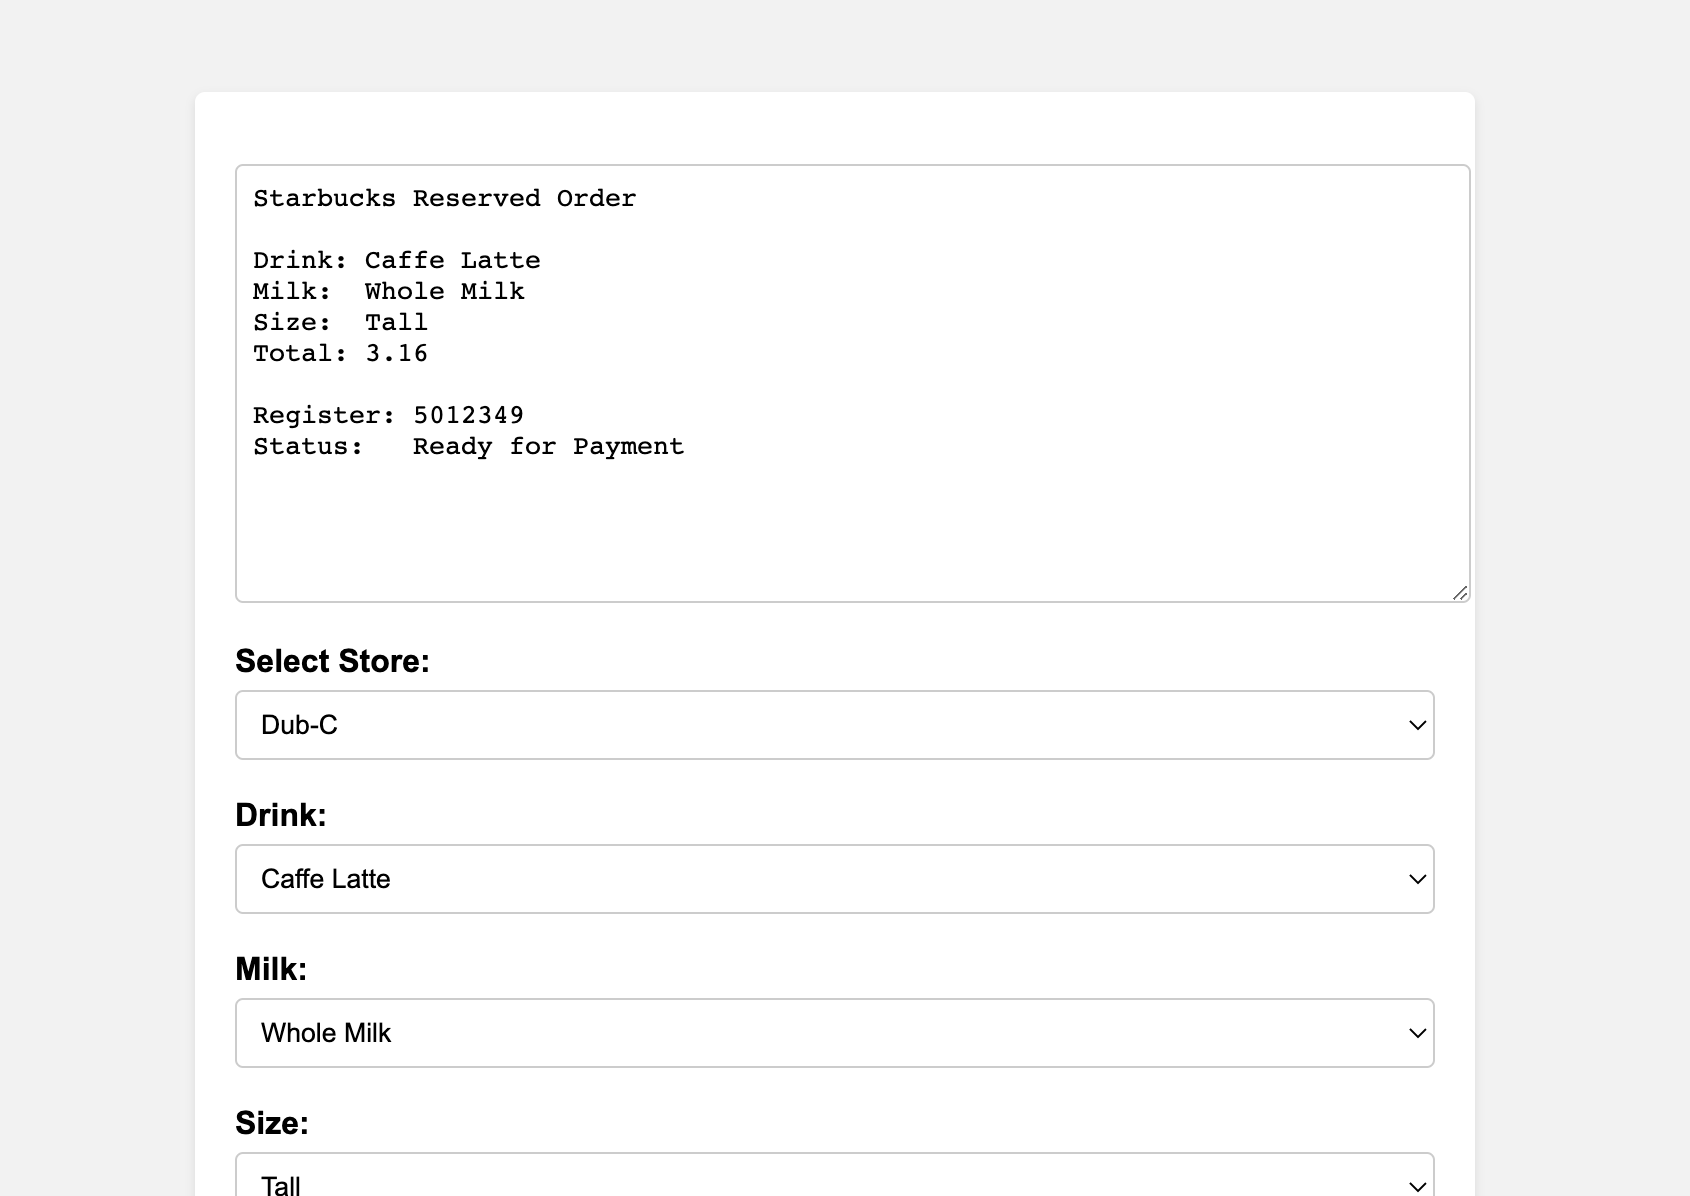 Starbucks Reserved Order
Drink: Caffe Latte
Milk:  Whole Milk
Size:  Tall
Total: 3.16
Register: 5012349
Status:   Ready for Payment
Select Store:
Dub-C
Drink:
Caffe Latte
Milk:
Whole Milk
Size:
Tall